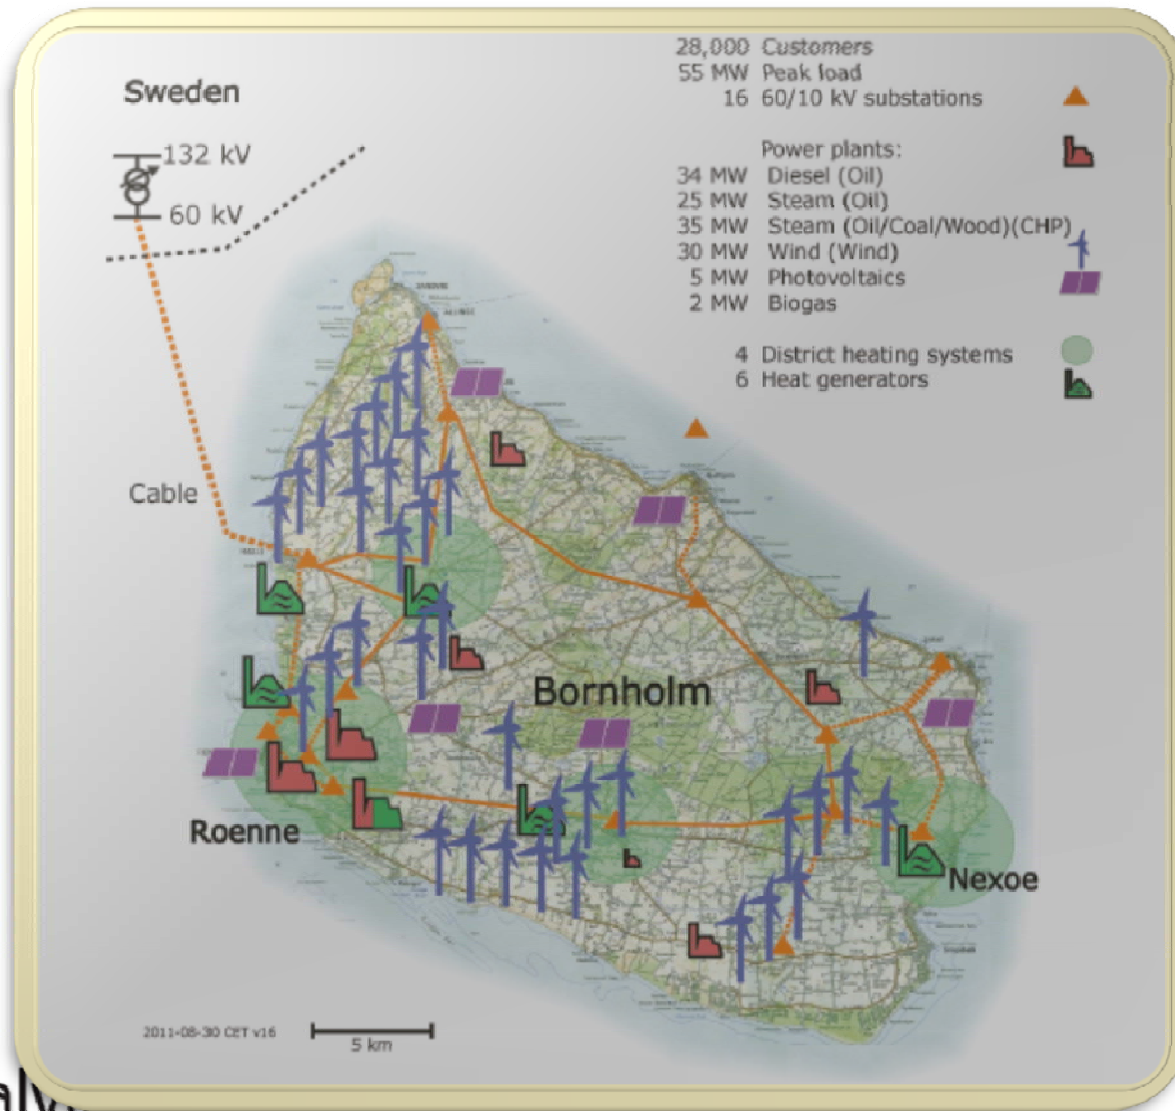 28,000 Customers
55 MW Peak load
16 60/10 kV substations
Sweden
132 kV
60 kV
Power plants:
34 MW Diesel (Oil)
25 MW Steam (Oil)
35 MW Steam (Oil/Coal/Wood)(CHP)
30 MW Wind (Wind)
5 MW Photovoltaics
2 MW Biogas
4 District heating systems
6 Heat generators
Cable
Bornholm
Roenne
Nexoe
2011-08-30 CET v16
5 km